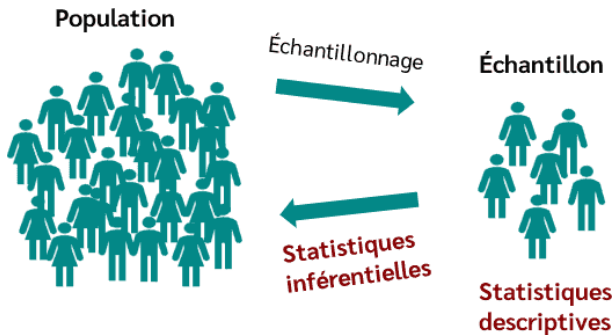 Population
Échantillonnage
Échantillon
Statistiques
inférentielles
Statistiques
descriptives